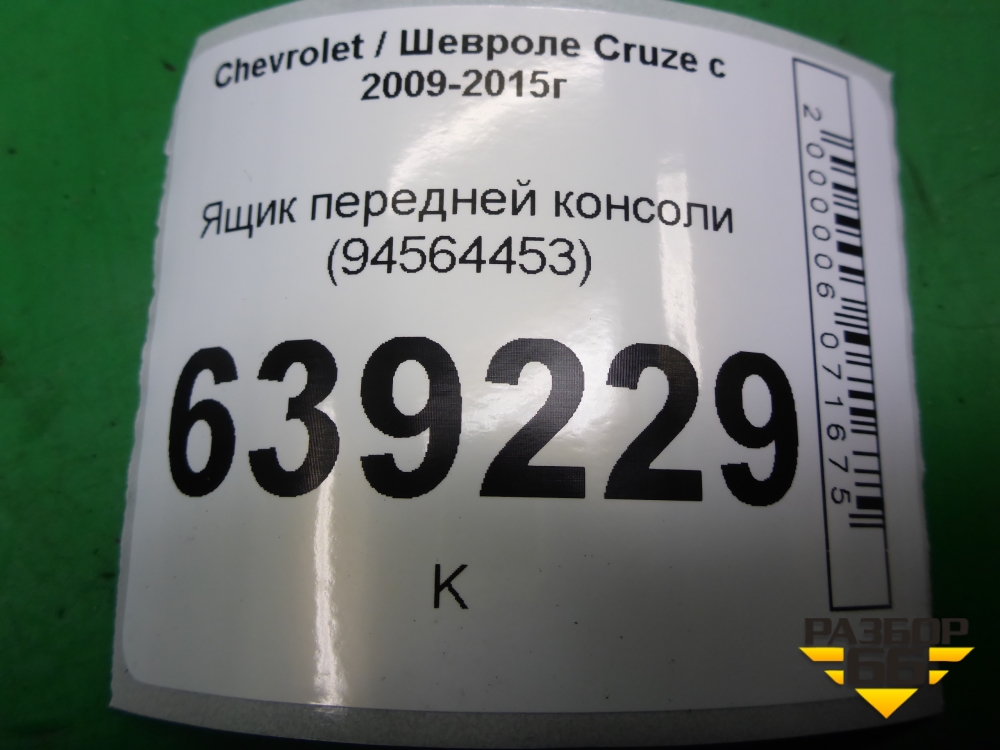 Chevrolet / Шевроле Cruze с
2009-2015г
Ящик передней консоли
(94564453)
639229
К
2000006071675
РАЗБОР
66